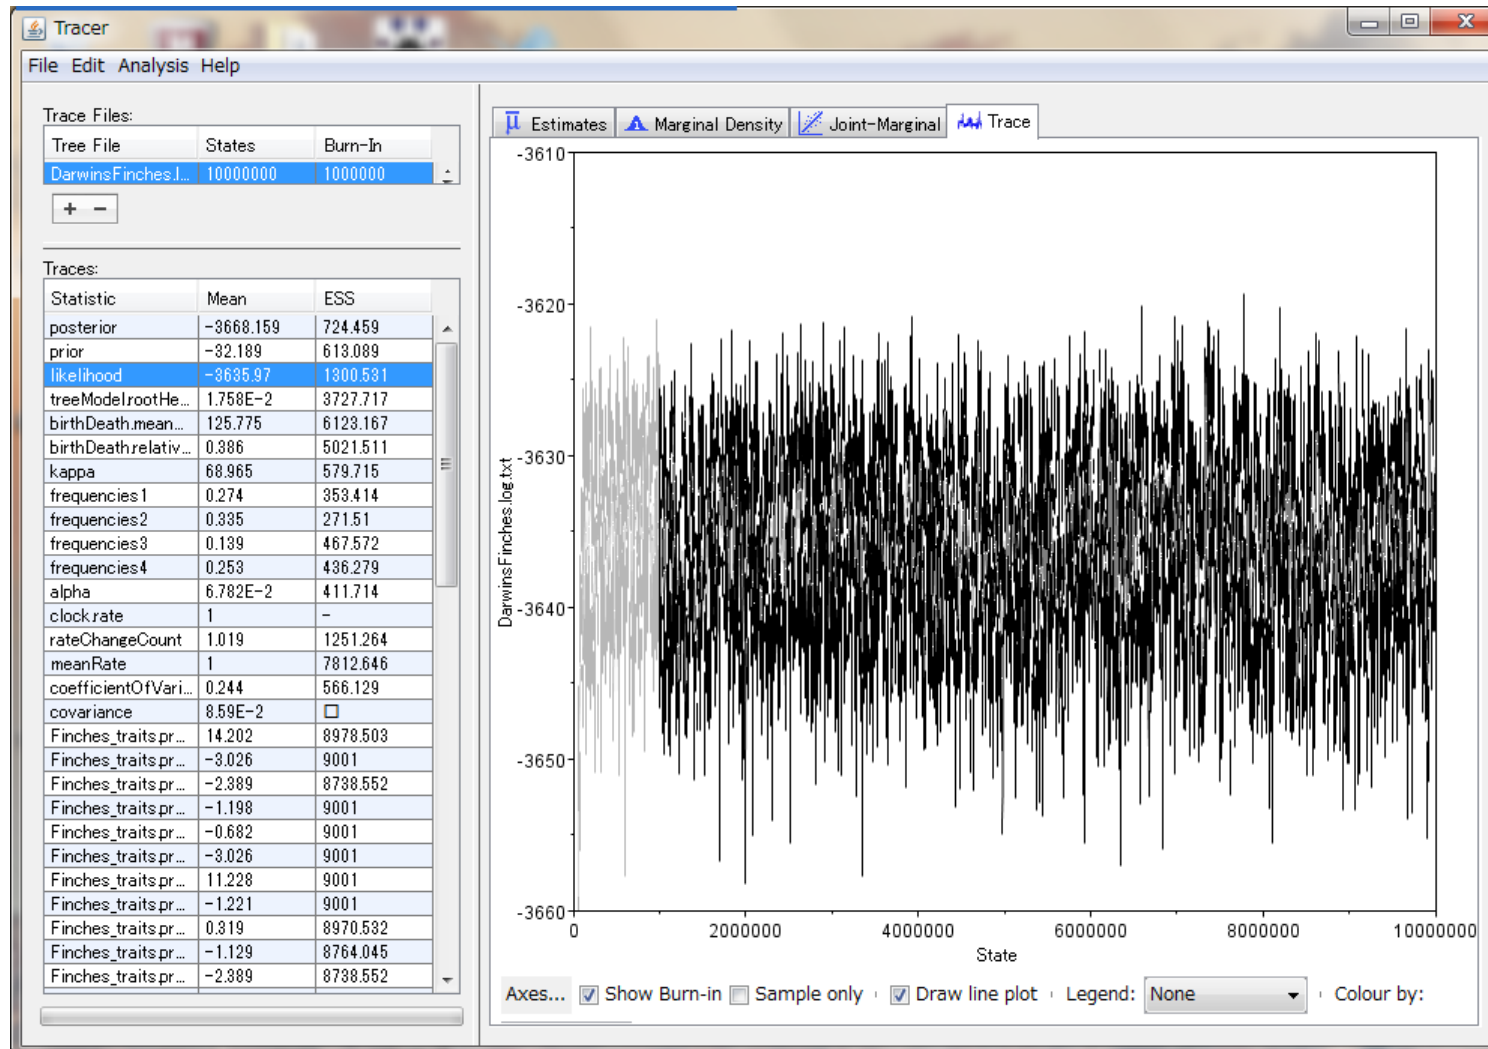 Tracer
File Edit Analysis Help
Trace Files:
Tree File States Burn-In
DarwinsFinches.l... 10000000 1000000
+ -
Traces:
Statistic Mean ESS
posterior -3668.159 724.459
prior -32.189 613.089
likelihood -3635.97 1300.531
treeModel.rootHe... 1.758E-2 3727.717
birthDeath.mean... 125.775 6123.167
birthDeath.relativ... 0.386 5021.511
kappa 68.965 579.715
frequencies1 0.274 353.414
frequencies2 0.335 271.51
frequencies3 0.139 467.572
frequencies4 0.253 436.279
alpha 6.782E-2 411.714
clock.rate 1 -
rateChangeCount 1.019 1251.264
meanRate 1 7812.646
coefficientOfVari... 0.244 566.129
covariance 8.59E-2 □
Finches_traits.pr... 14.202 8978.503
Finches_traits.pr... -3.026 9001
Finches_traits.pr... -2.389 8738.552
Finches_traits.pr... -1.198 9001
Finches_traits.pr... -0.682 9001
Finches_traits.pr... -3.026 9001
Finches_traits.pr... 11.228 9001
Finches_traits.pr... -1.221 9001
Finches_traits.pr... 0.319 8970.532
Finches_traits.pr... -1.129 8764.045
Finches_traits.pr... -2.389 8738.552
Estimates Marginal Density Joint-Marginal Trace
-3610
-3620
-3630
-3640
-3650
-3660
DarwinsFinches.log.txt
0 2000000 4000000 6000000 8000000 10000000
State
Axes... Show Burn-in Sample only Draw line plot Legend: None Colour by: